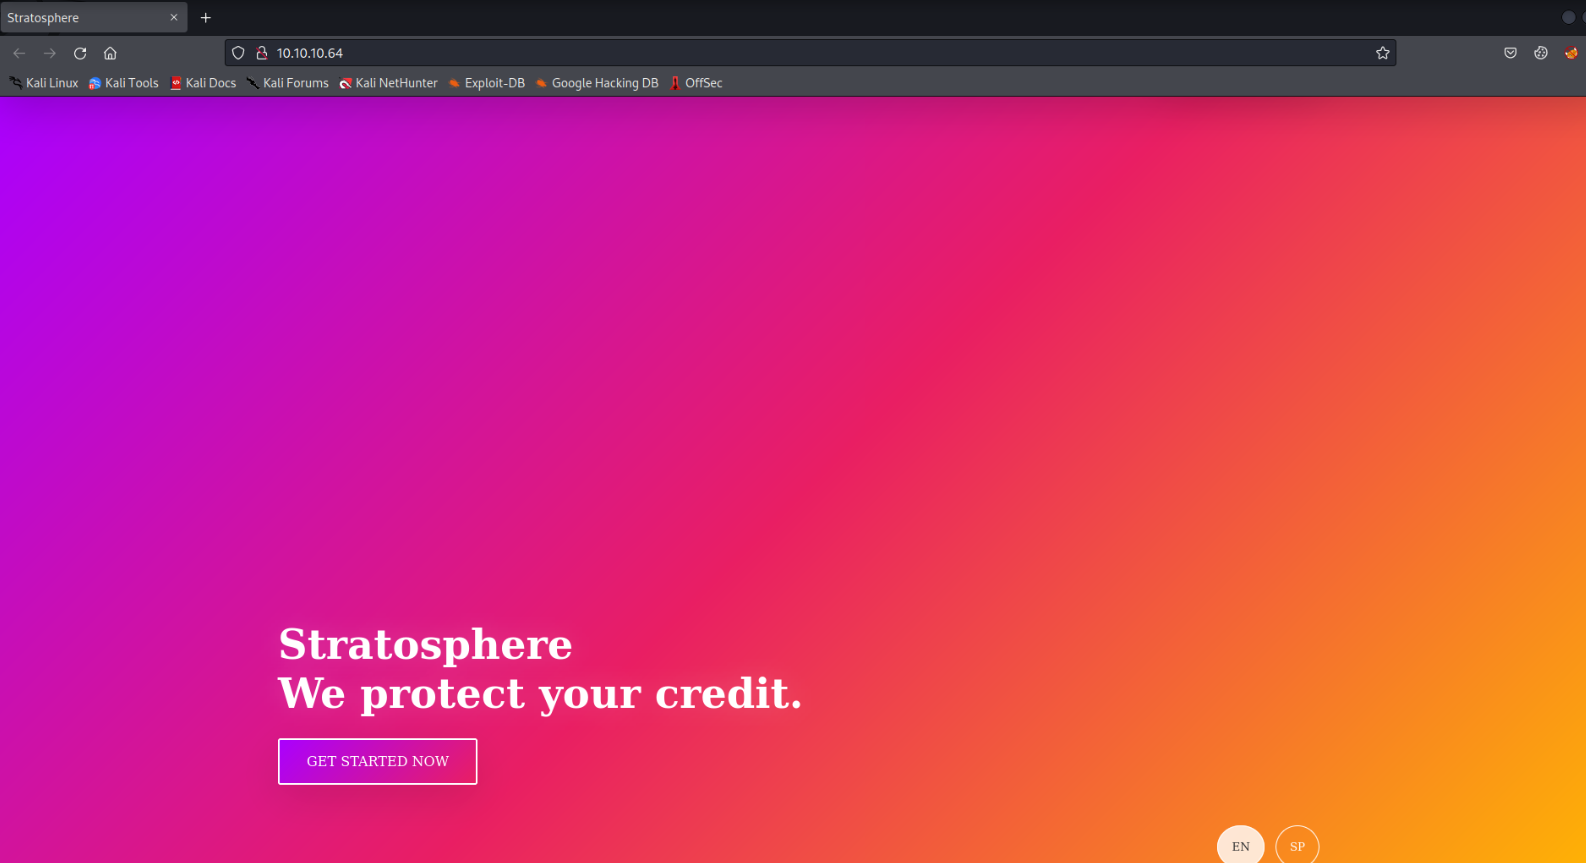 Stratosphere
10.10.10.64
Kali Linux Kali Tools Kali Docs Kali Forums Kali NetHunter Exploit-DB Google Hacking DB OffSec
Stratosphere
We protect your credit.
GET STARTED NOW
EN SP